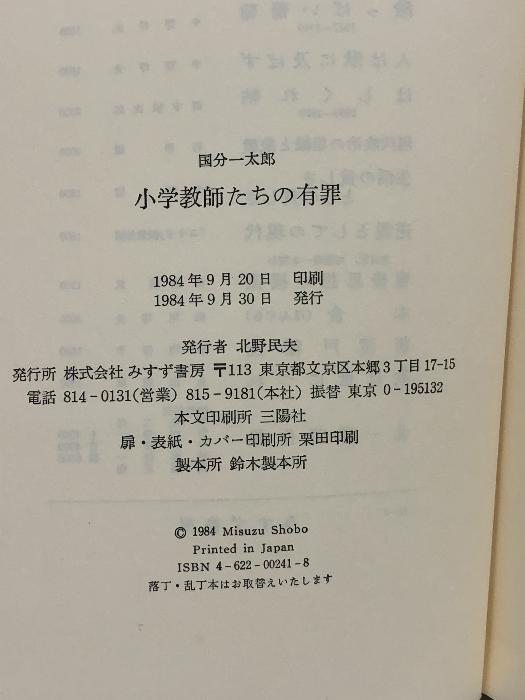 国分一太郎
小学教師たちの有罪
1984年9月20日 印刷
1984年9月30日 発行
発行者 北野民夫
発行所 株式会社 みすず書房 〒113 東京都文京区本郷3丁目17-15
電話 814-0131(営業) 815-9181(本社) 振替 東京 0-195132
本文印刷所 三陽社
扉・表紙・カバー印刷所 栗田印刷
製本所 鈴木製本所
© 1984 Misuzu Shobo
Printed in Japan
ISBN 4-622-00241-8
落丁・乱丁本はお取替えいたします